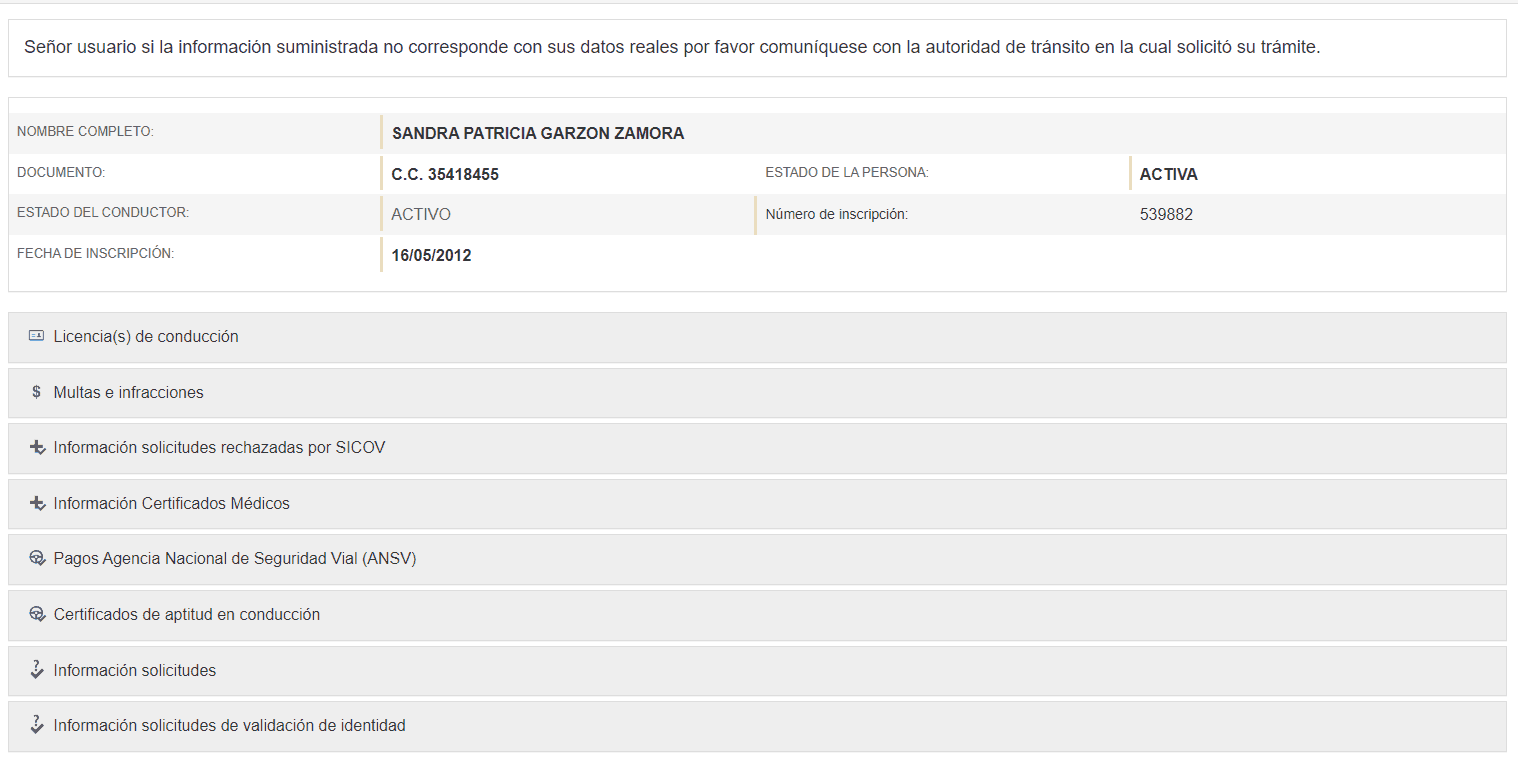 Señor usuario si la información suministrada no corresponde con sus datos reales por favor comuníquese con la autoridad de tránsito en la cual solicitó su trámite.
NOMBRE COMPLETO: SANDRA PATRICIA GARZON ZAMORA
DOCUMENTO: C.C. 35418455 ESTADO DE LA PERSONA: ACTIVA
ESTADO DEL CONDUCTOR: ACTIVO Número de inscripción: 539882
FECHA DE INSCRIPCIÓN: 16/05/2012
Licencia(s) de conducción
$ Multas e infracciones
Información solicitudes rechazadas por SICOV
Información Certificados Médicos
Pagos Agencia Nacional de Seguridad Vial (ANSV)
Certificados de aptitud en conducción
Información solicitudes
Información solicitudes de validación de identidad